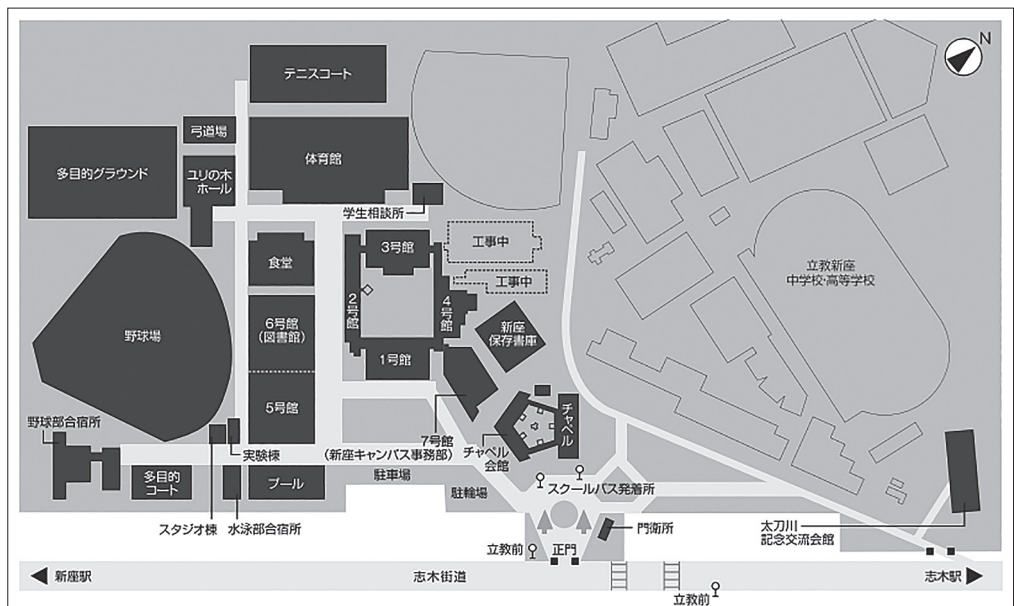 N
テニスコート
弓道場
体育館
多目的グラウンド
ユリの木
ホール
学生相談所
3号館
工事中
工事中
食堂
2号館
4号館
立教新座
中学校・高等学校
野球場
6号館
(図書館)
新座
保存書庫
1号館
5号館
チャペル
野球部合宿所
7号館
(新座キャンパス事務部)
チャペル
会館
実験棟
多目的
コート
プール
駐車場
駐輪場
スクールバス発着所
スタジオ棟
水泳部合宿所
門衛所
太刀川
記念交流会館
立教前
正門
新座駅
志木街道
志木駅
立教前